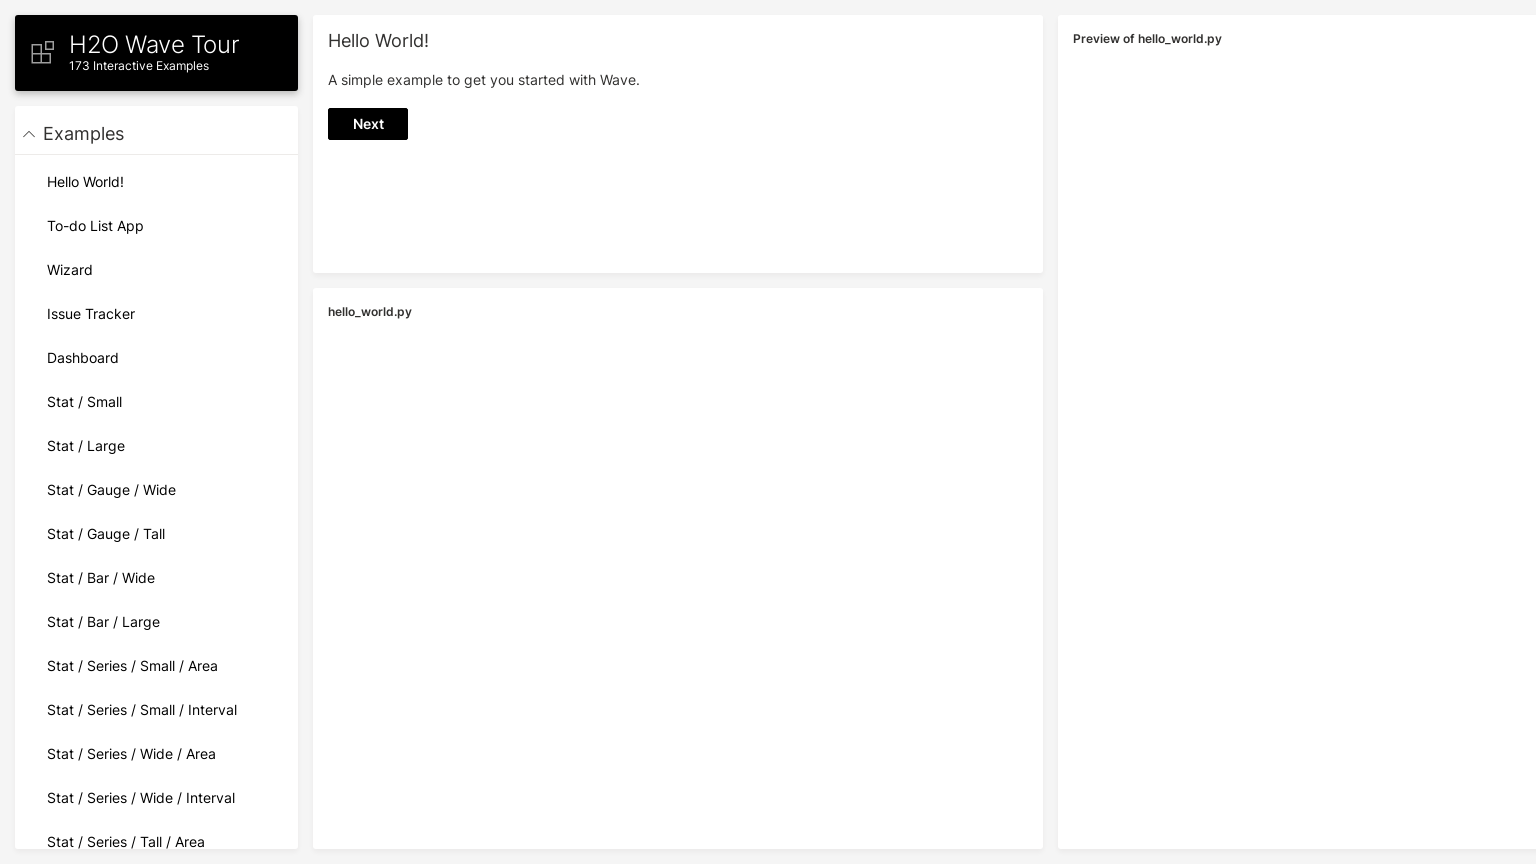 H2O Wave Tour
173 Interactive Examples
Examples
Hello World!
To-do List App
Wizard
Issue Tracker
Dashboard
Stat / Small
Stat / Large
Stat / Gauge / Wide
Stat / Gauge / Tall
Stat / Bar / Wide
Stat / Bar / Large
Stat / Series / Small / Area
Stat / Series / Small / Interval
Stat / Series / Wide / Area
Stat / Series / Wide / Interval
Stat / Series / Tall / Area
Hello World!
A simple example to get you started with Wave.
Next
hello_world.py
Preview of hello_world.py